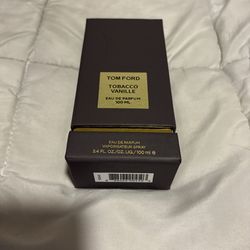 TOM FORD
TOBACCO
VANILLE
EAU DE PARFUM
100 ML
EAU DE PARFUM
VAPORISATEUR SPRAY
3.4 FL. OZ./OZ. LIQ./100 ml ℮